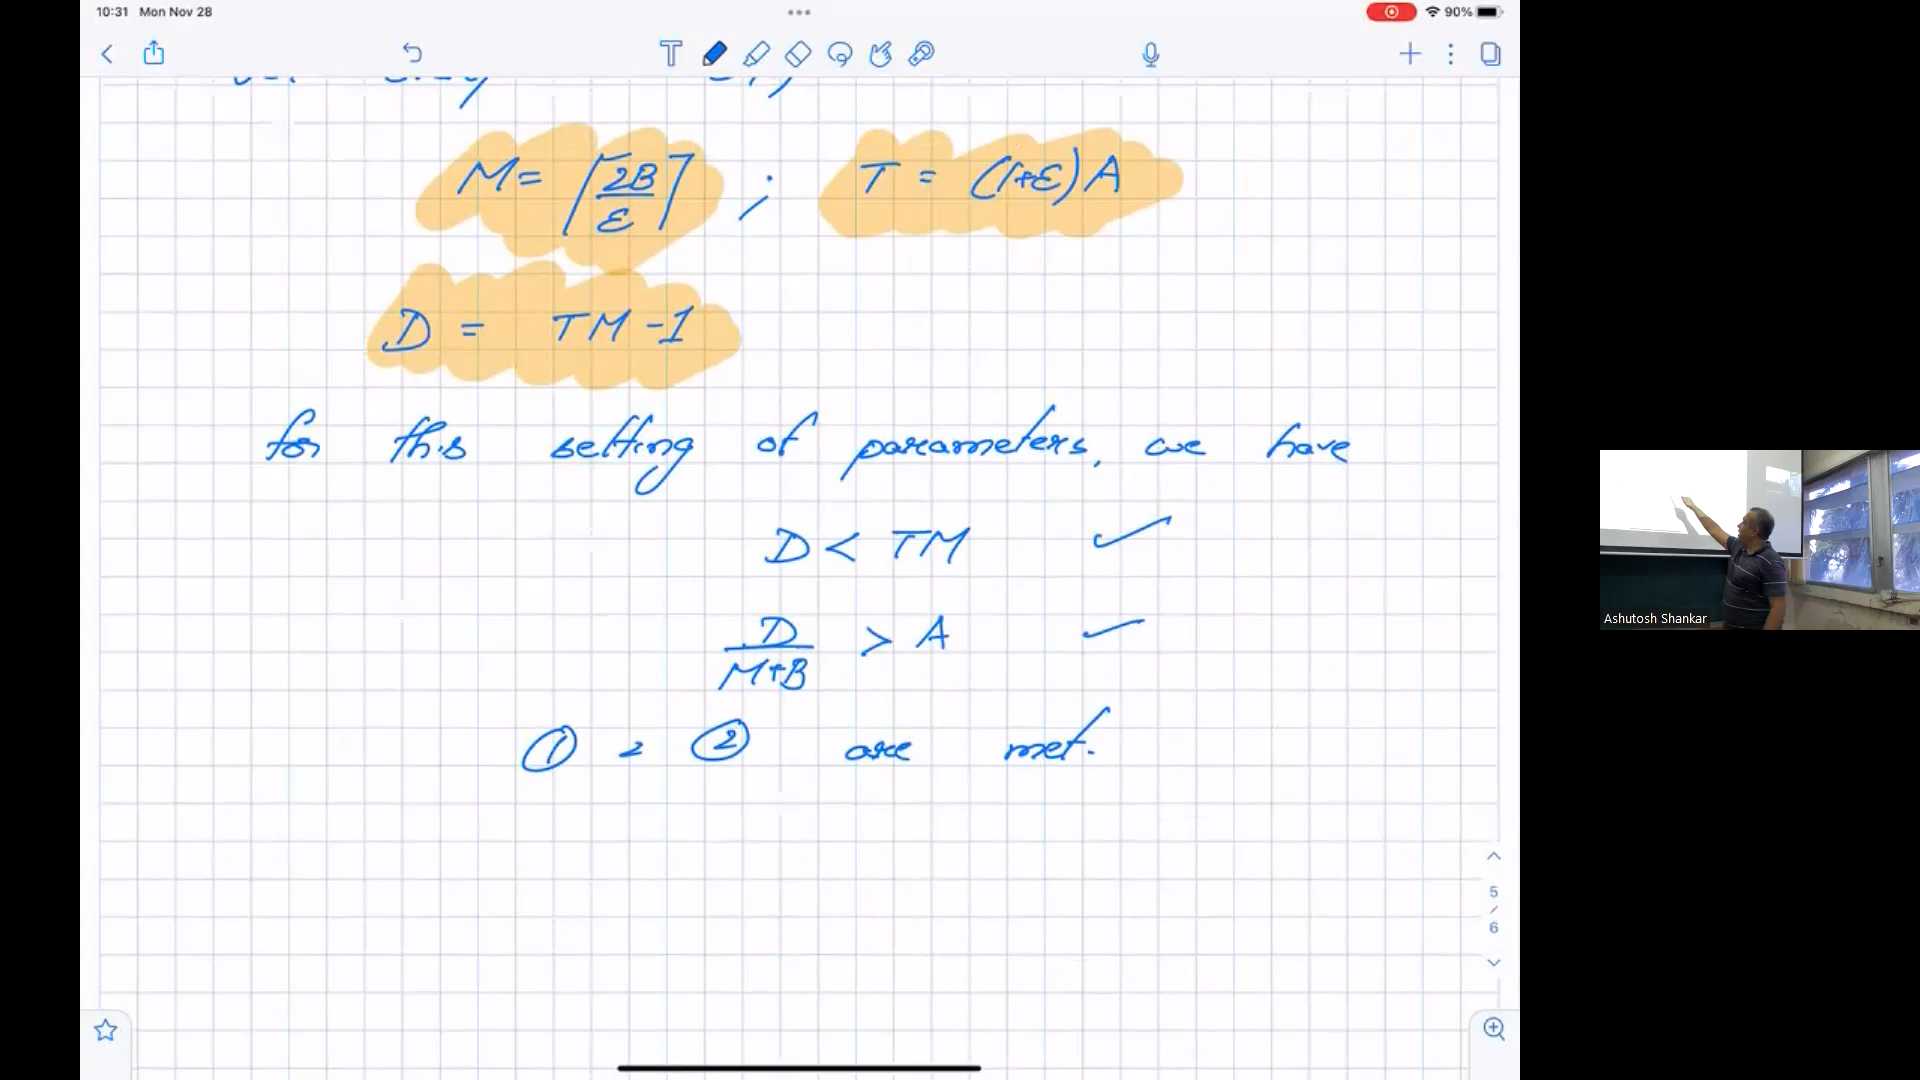 10:31 Mon Nov 28
90%
M = ⌈2B/ε⌉ ; T = (1+ε)A
D = TM - 1
for this setting of parameters, we have
D < TM ✓
D/(M+B) > A ✓
① & ② are met.
Ashutosh Shankar
5
/
6